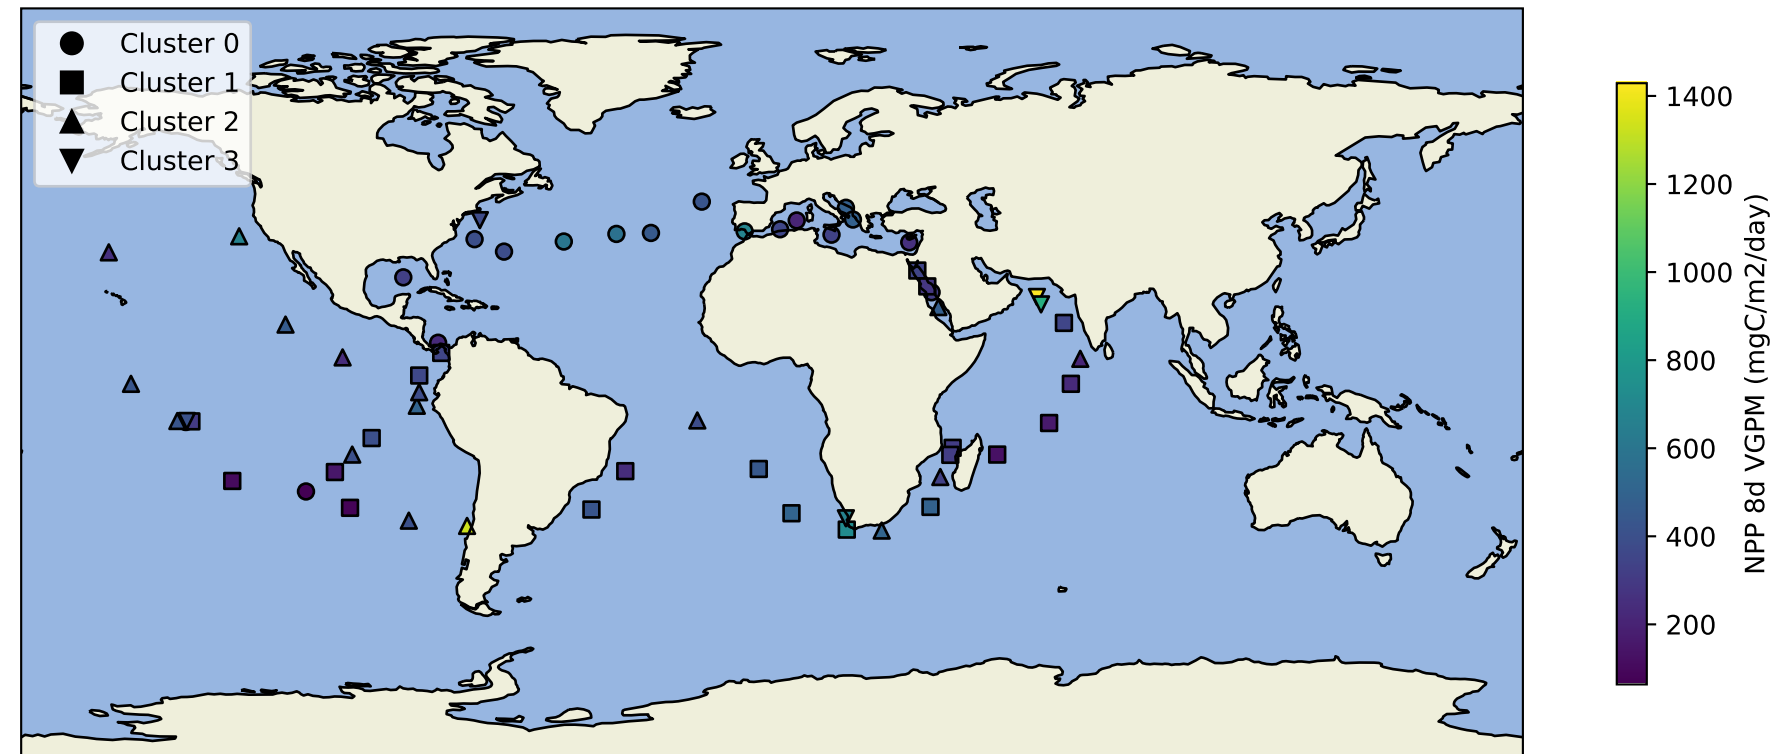 Cluster 0
Cluster 1
Cluster 2
Cluster 3
1400
1200
1000
800
600
400
200
NPP 8d VGPM (mgC/m2/day)